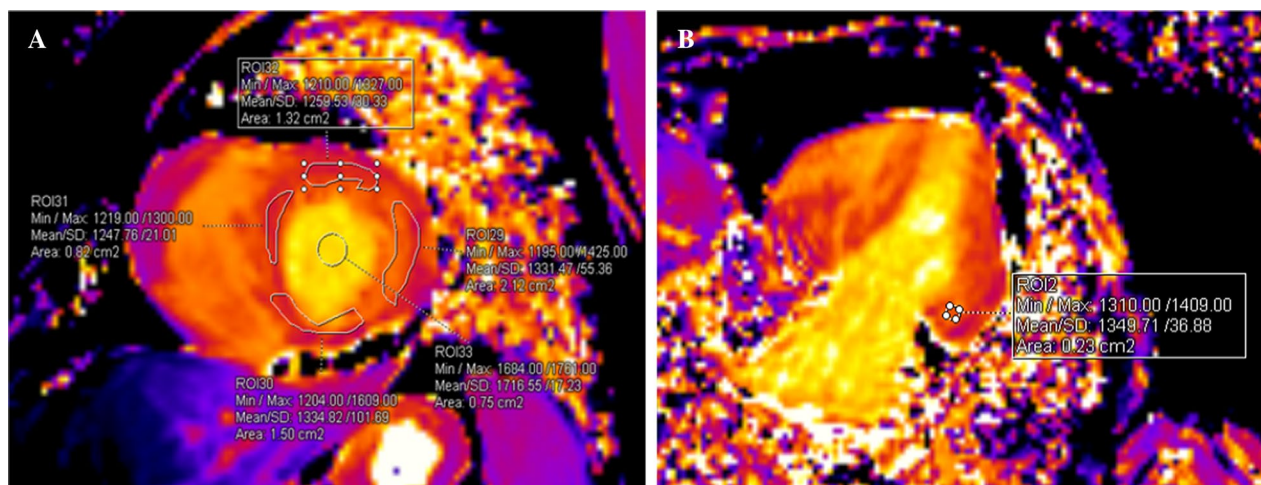 A
ROI32
Min / Max: 1210.00 /1327.00
Mean/SD: 1259.53 /30.33
Area: 1.32 cm2
ROI31
Min / Max: 1219.00 /1300.00
Mean/SD: 1247.76 /21.01
Area: 0.82 cm2
ROI29
Min / Max: 1195.00 /1425.00
Mean/SD: 1331.47 /55.36
Area: 2.12 cm2
ROI33
Min / Max: 1684.00 /1761.00
Mean/SD: 1716.55 /17.23
Area: 0.75 cm2
ROI30
Min / Max: 1204.00 /1609.00
Mean/SD: 1334.82 /101.69
Area: 1.50 cm2
B
ROI2
Min / Max: 1310.00 /1409.00
Mean/SD: 1349.71 /36.88
Area: 0.23 cm2